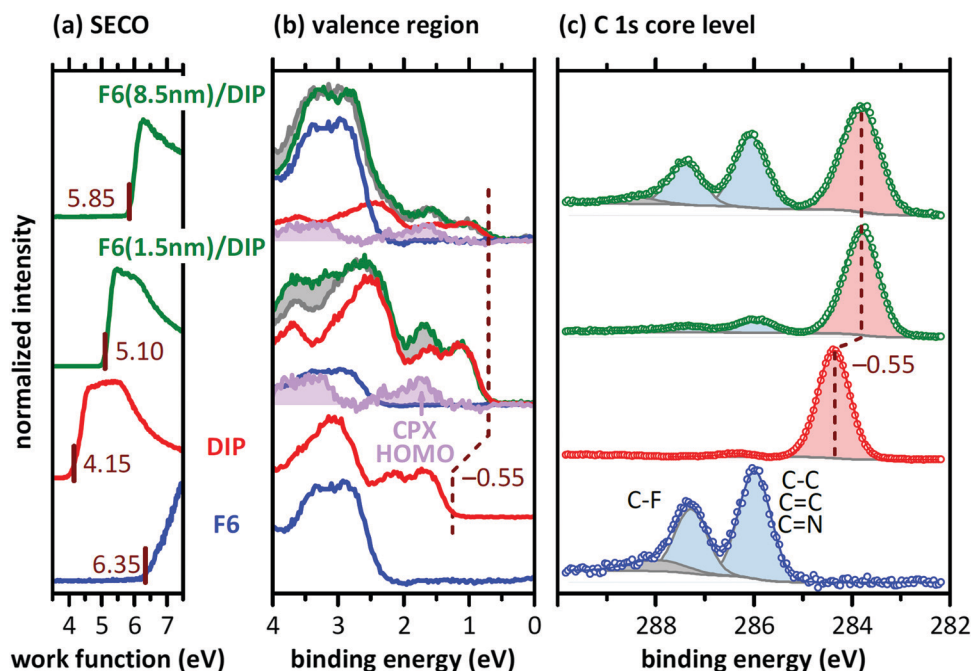 (a) SECO
(b) valence region
(c) C 1s core level
normalized intensity
F6(8.5nm)/DIP
5.85
F6(1.5nm)/DIP
5.10
DIP
4.15
F6
6.35
CPX
HOMO
–0.55
–0.55
C-F
C-C
C=C
C=N
4 5 6 7
work function (eV)
4 3 2 1 0
binding energy (eV)
288 286 284 282
binding energy (eV)